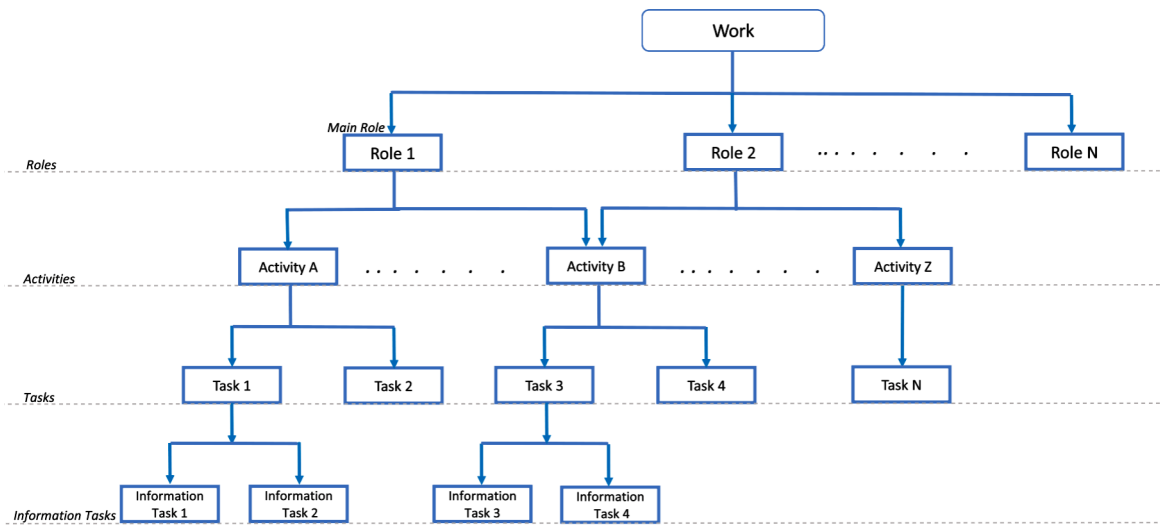 Work
Main Role
Role 1
Role 2
Role N
Roles
Activity A
Activity B
Activity Z
Activities
Task 1
Task 2
Task 3
Task 4
Task N
Tasks
Information
Task 1
Information
Task 2
Information
Task 3
Information
Task 4
Information Tasks